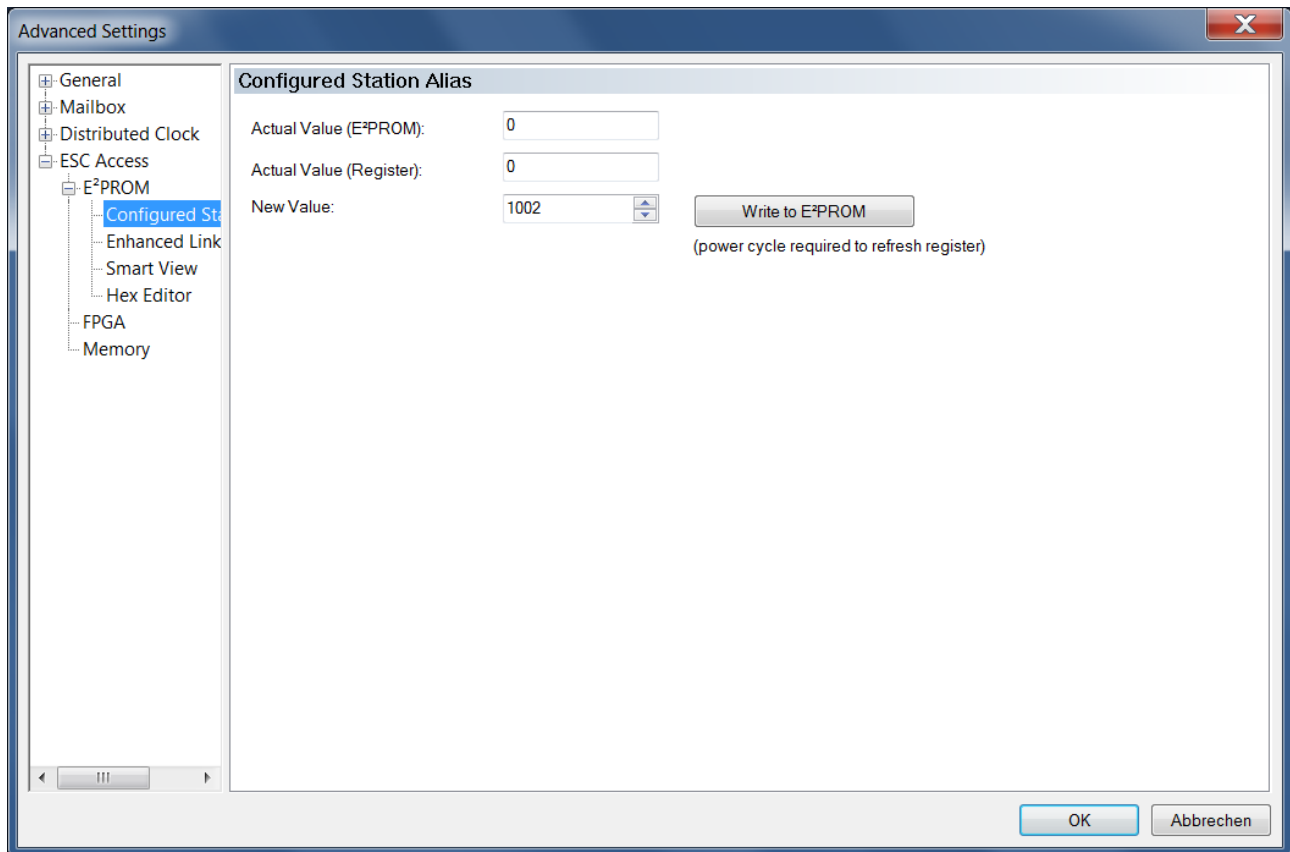 Advanced Settings
General
Mailbox
Distributed Clock
ESC Access
E²PROM
Configured Sta
Enhanced Link
Smart View
Hex Editor
FPGA
Memory
Configured Station Alias
Actual Value (E²PROM): 0
Actual Value (Register): 0
New Value: 1002 Write to E²PROM
(power cycle required to refresh register)
OK Abbrechen